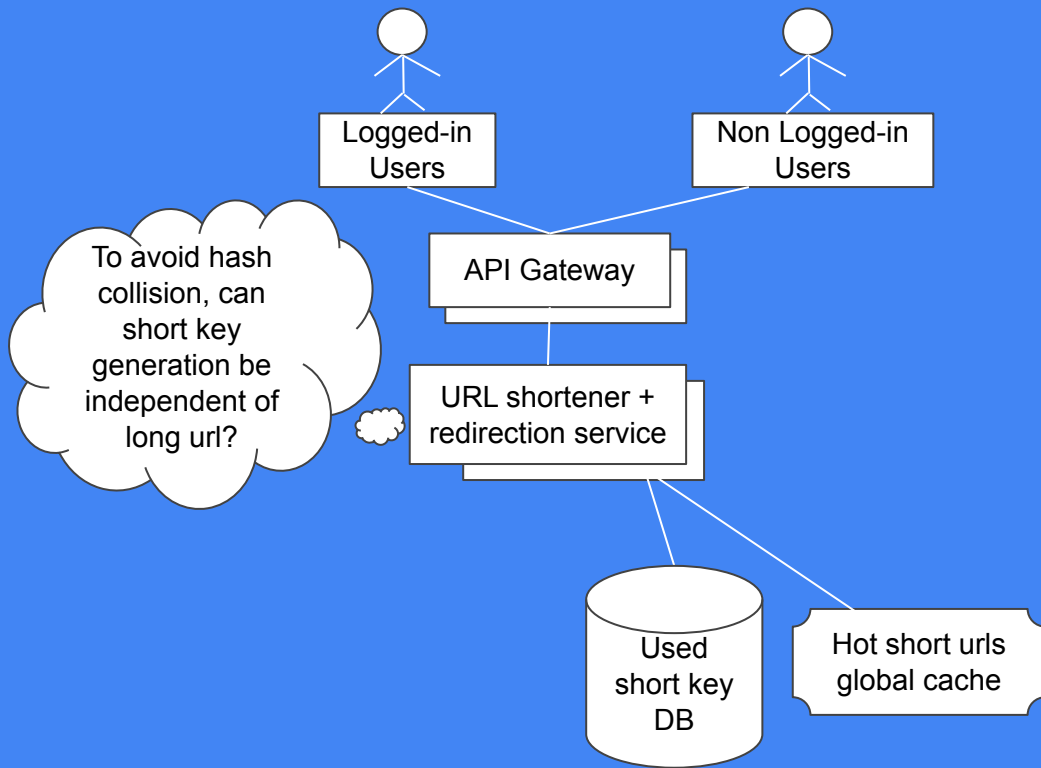 Logged-in
Users
Non Logged-in
Users
To avoid hash
collision, can
short key
generation be
independent of
long url?
API Gateway
URL shortener +
redirection service
Used
short key
DB
Hot short urls
global cache